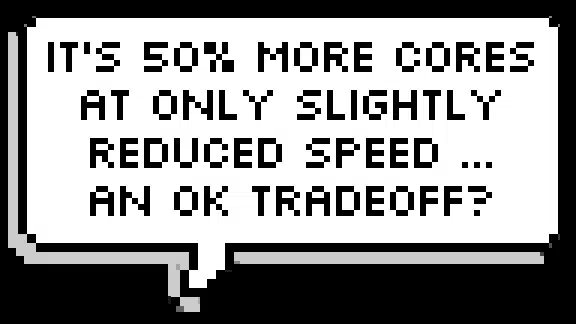 IT'S 50% MORE CORES
AT ONLY SLIGHTLY
REDUCED SPEED ...
AN OK TRADEOFF?